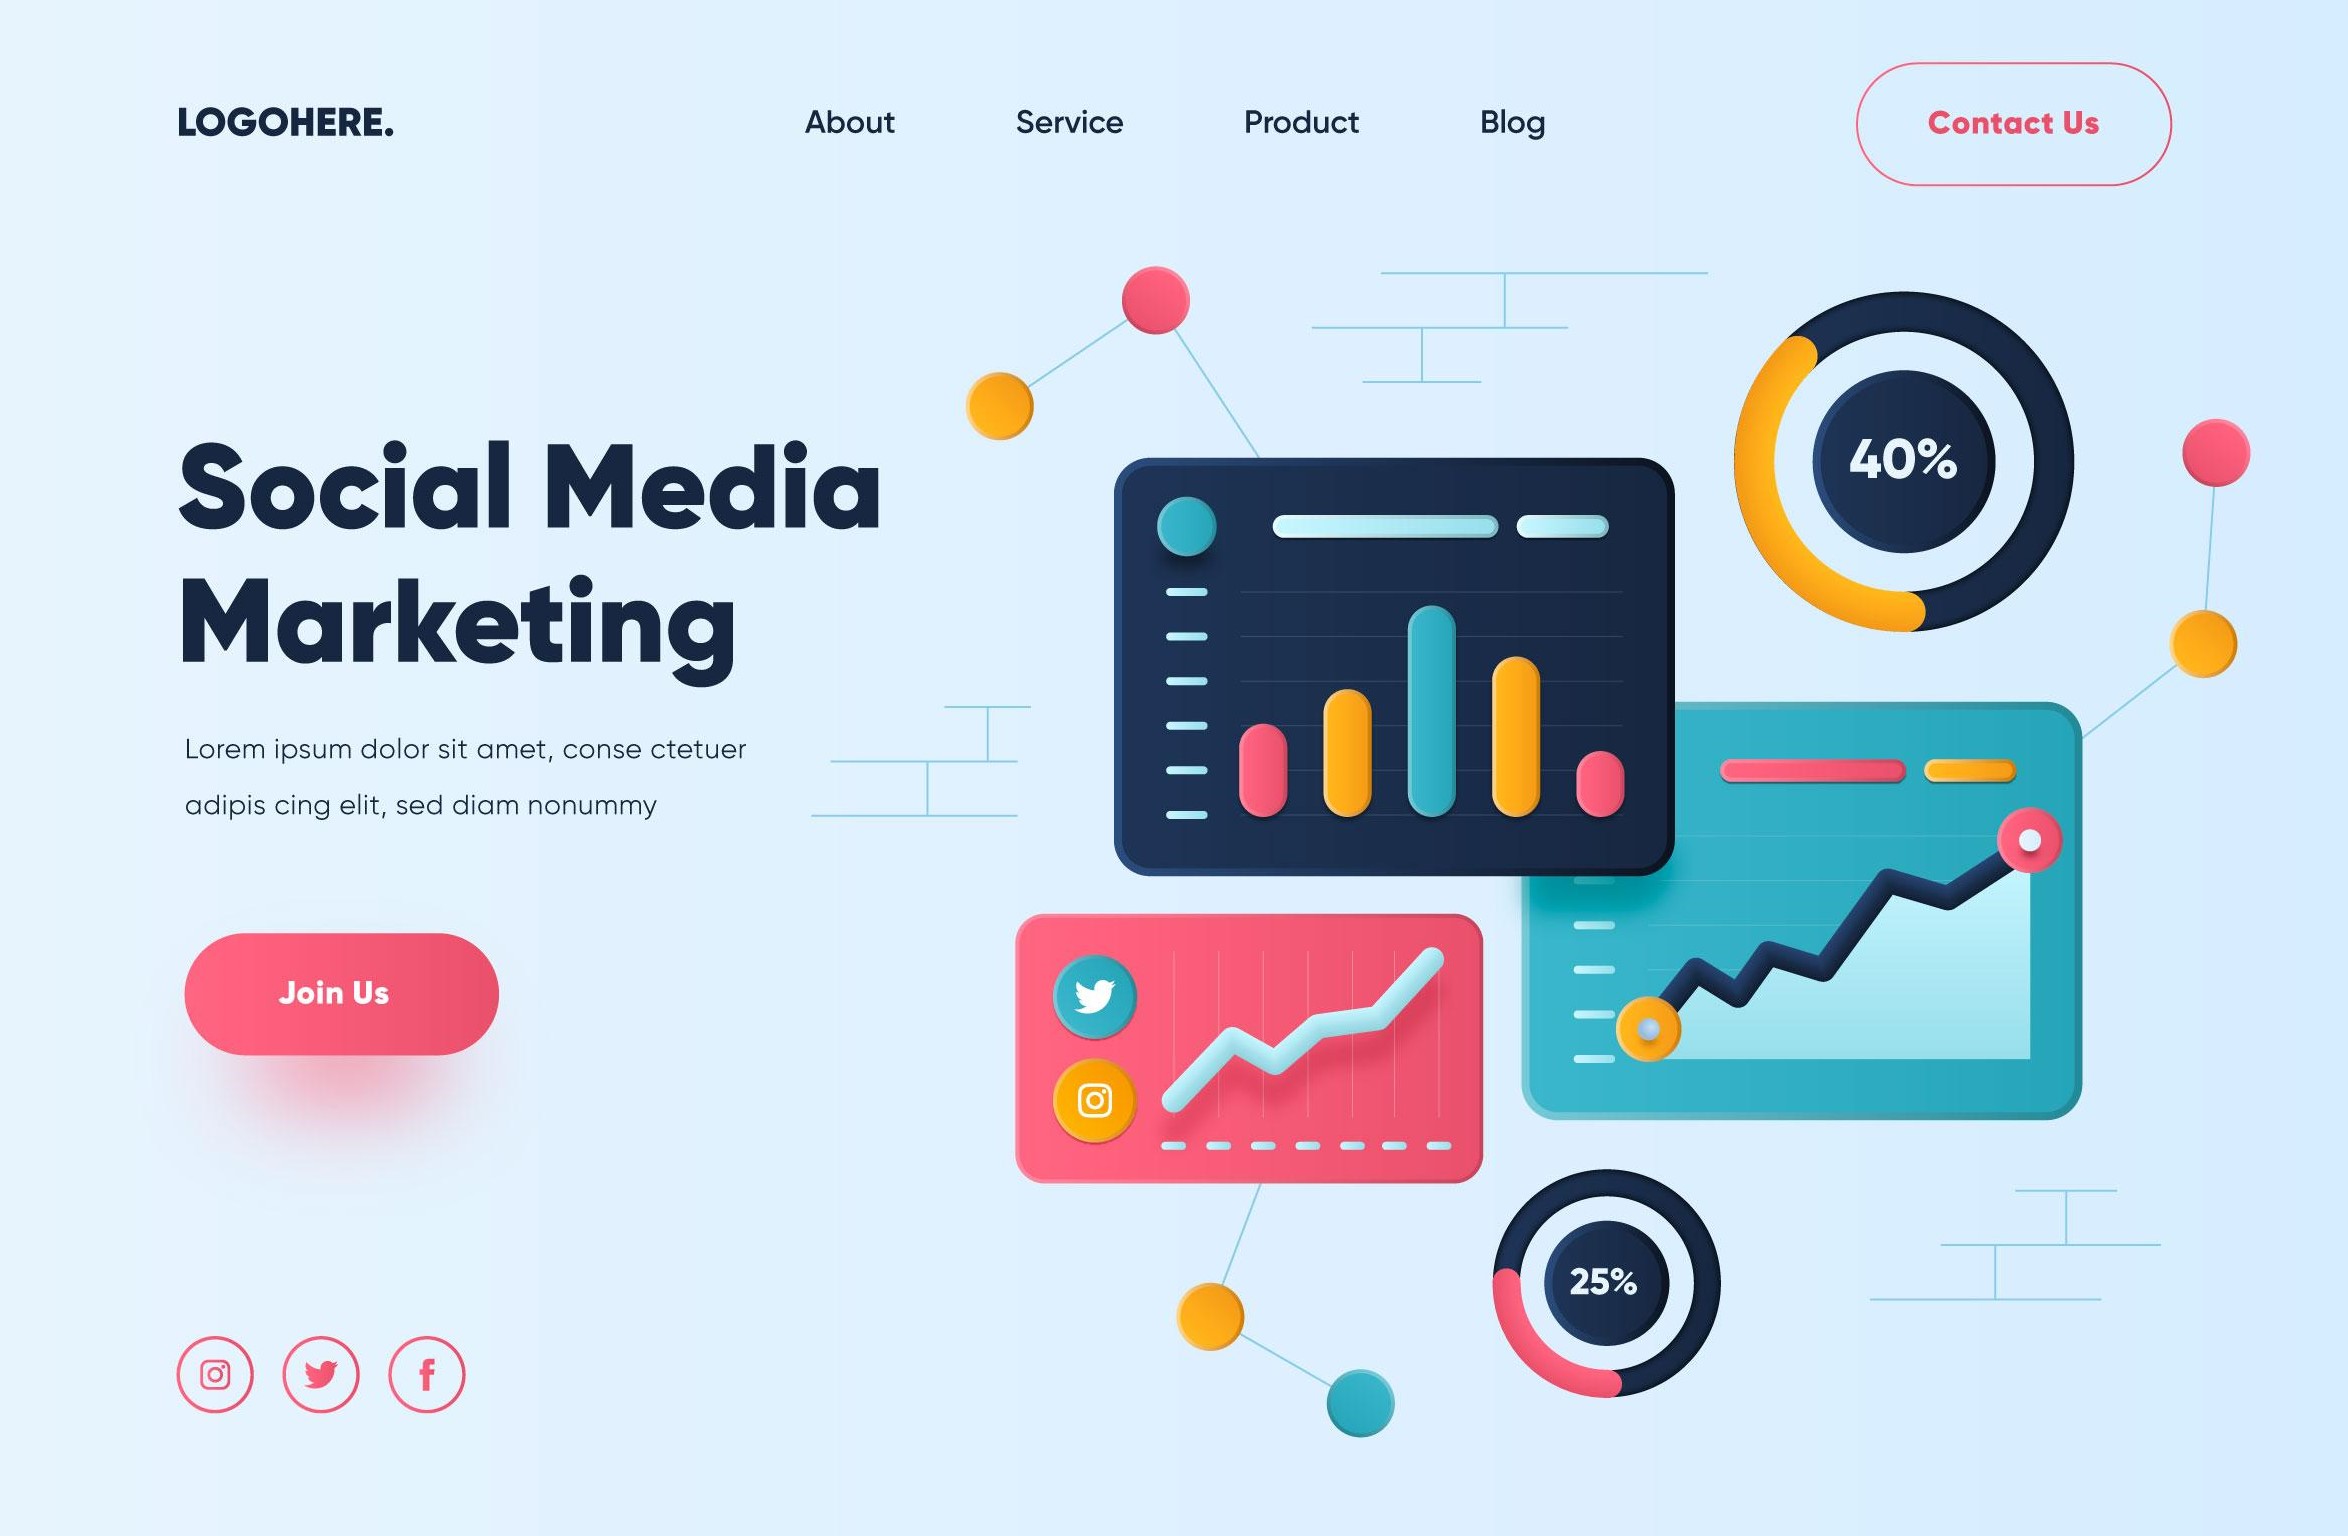 LOGOHERE.
About
Service
Product
Blog
Contact Us
Social Media
Marketing
Lorem ipsum dolor sit amet, conse ctetuer
adipis cing elit, sed diam nonummy
Join Us
40%
25%